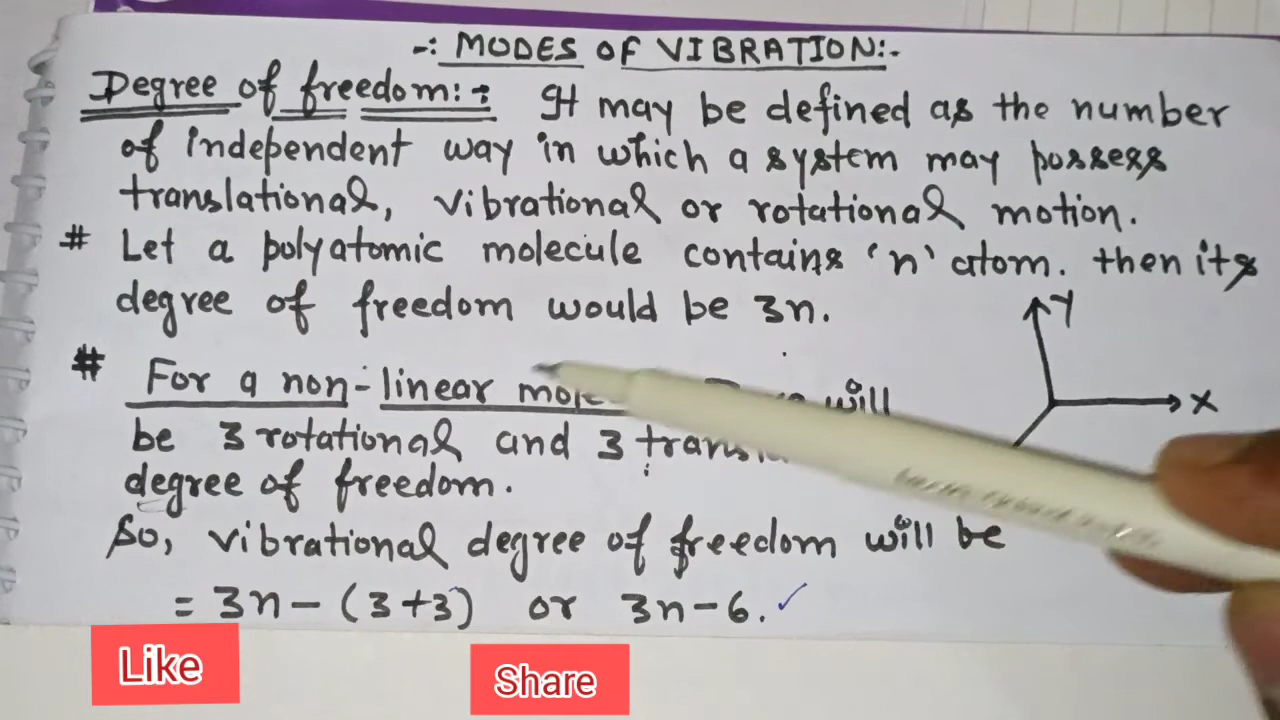 -: MODES OF VIBRATION:-
Degree of freedom:- It may be defined as the number
of independent way in which a system may possess
translational, vibrational or rotational motion.
# Let a polyatomic molecule contains 'n' atom. then its
degree of freedom would be 3n.
Y
X
# For a non-linear will
be 3 rotational and 3
degree of freedom.
So, vibrational degree of freedom will be
= 3n-(3+3) or 3n-6. ✓
Like
Share